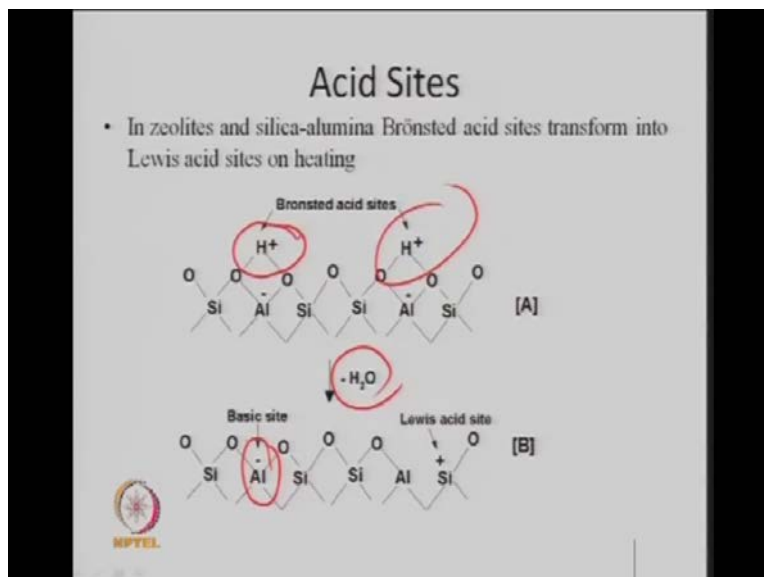 Acid Sites
• In zeolites and silica-alumina Brönsted acid sites transform into
Lewis acid sites on heating
Bronsted acid sites
H+ H+
O O O O O O O
- -
Si Al Si Si Al Si [A]
- H₂O
Basic site Lewis acid site
O O O O O O [B]
- +
Si Al Si Si Al Si
NPTEL